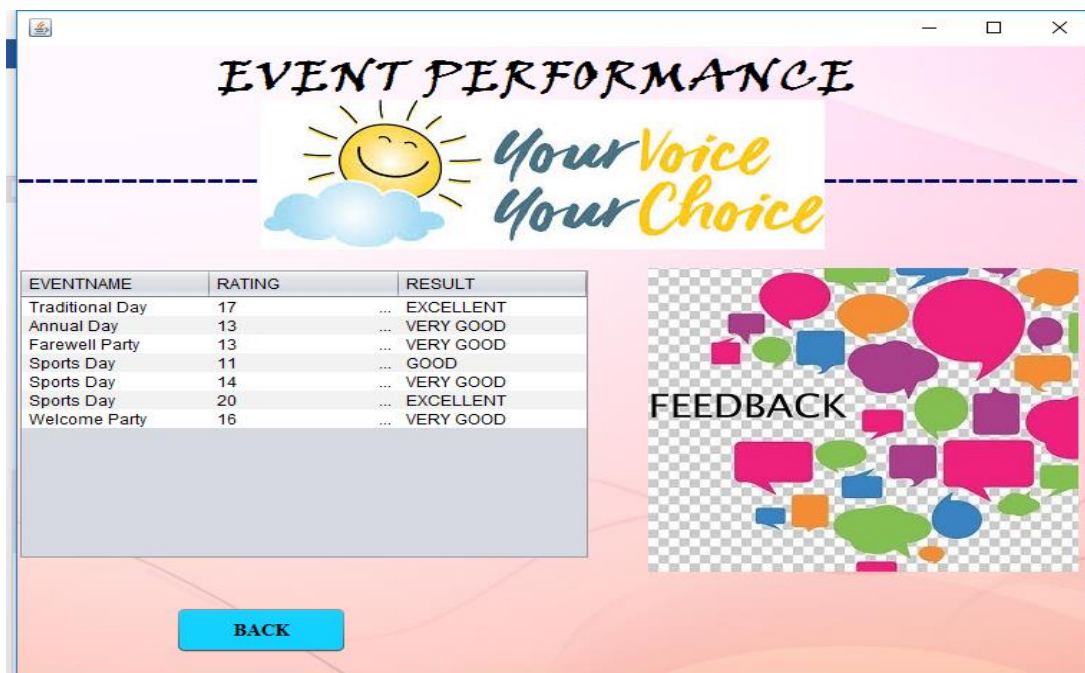 EVENT PERFORMANCE
Your Voice
Your Choice
EVENTNAME RATING RESULT
Traditional Day 17 ... EXCELLENT
Annual Day 13 ... VERY GOOD
Farewell Party 13 ... VERY GOOD
Sports Day 11 ... GOOD
Sports Day 14 ... VERY GOOD
Sports Day 20 ... EXCELLENT
Welcome Party 16 ... VERY GOOD
FEEDBACK
BACK